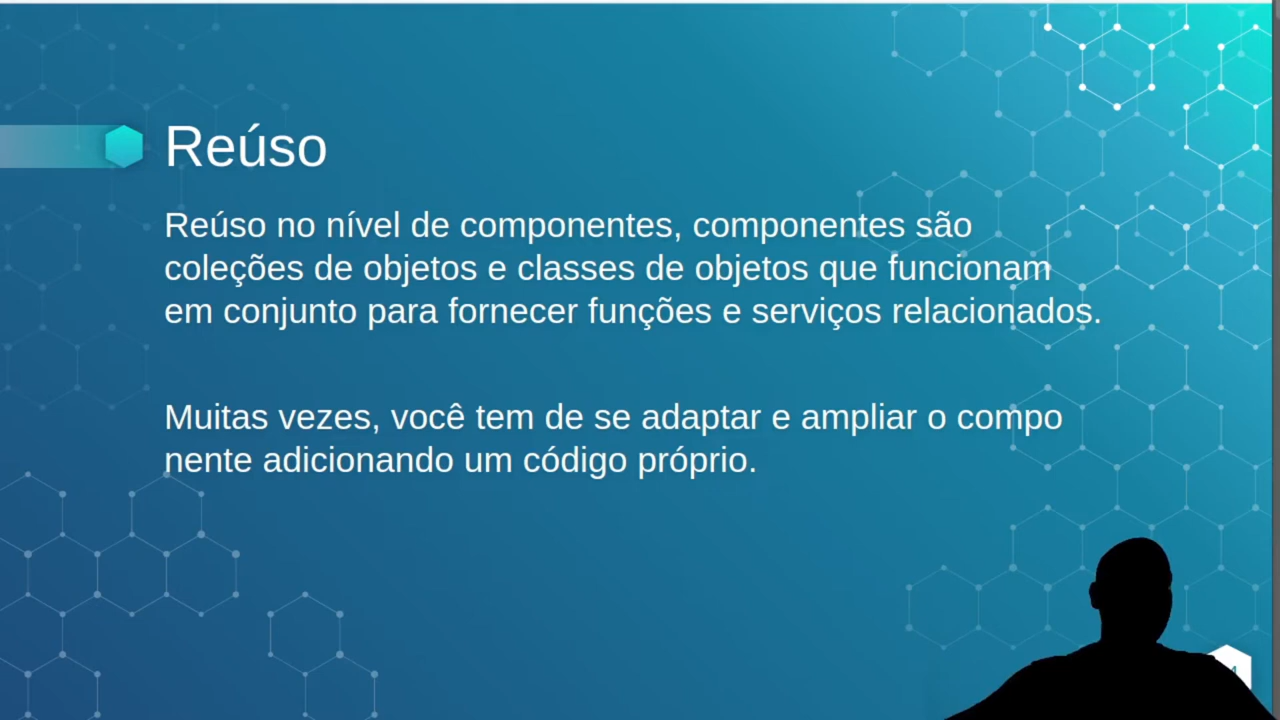 Reúso
Reúso no nível de componentes, componentes são
coleções de objetos e classes de objetos que funcionam
em conjunto para fornecer funções e serviços relacionados.
Muitas vezes, você tem de se adaptar e ampliar o compo
nente adicionando um código próprio.